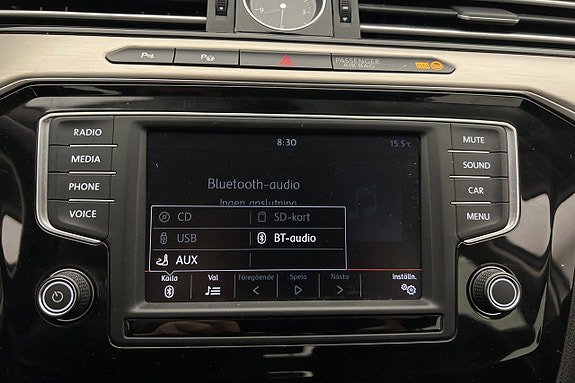 PASSENGER
AIR BAG ON
RADIO
MEDIA
PHONE
VOICE
8:30
15.5°C
Bluetooth-audio
Ingen anslutning
CD
SD-kort
USB
BT-audio
AUX
Källa
Val
Föregående
Spela
Nästa
Inställn.
MUTE
SOUND
CAR
MENU